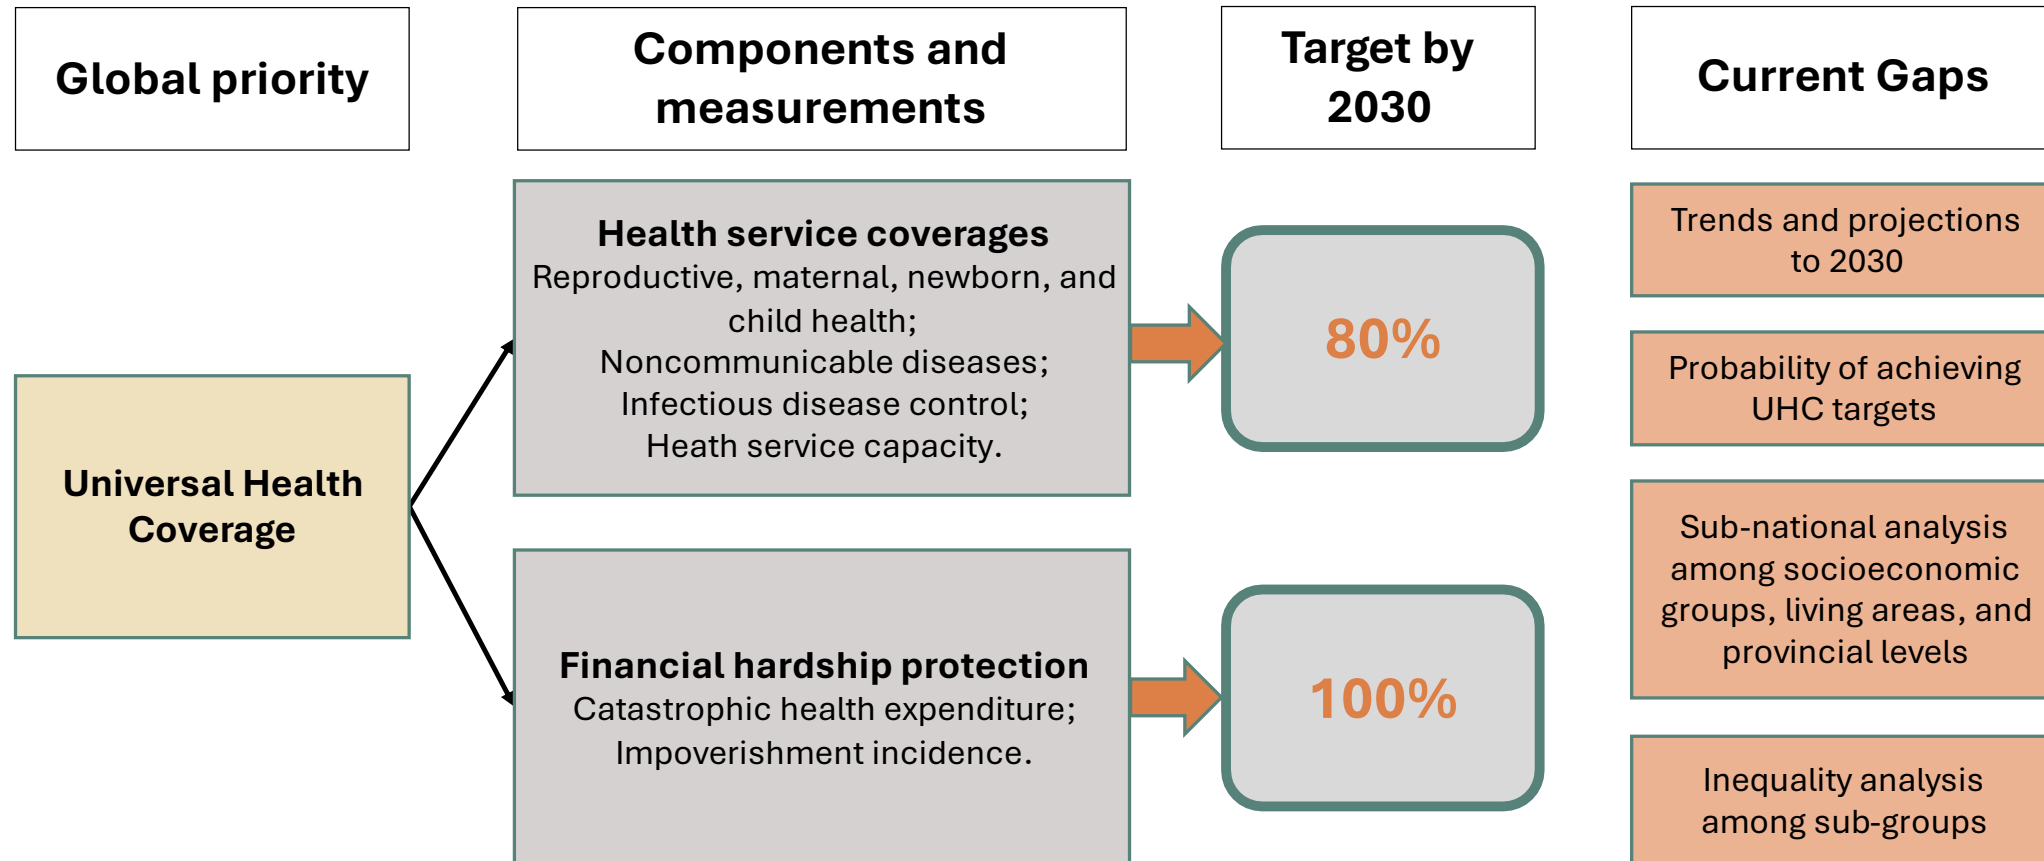 Global priority
Components and
measurements
Target by
2030
Current Gaps
Universal Health
Coverage
Health service coverages
Reproductive, maternal, newborn, and
child health;
Noncommunicable diseases;
Infectious disease control;
Heath service capacity.
80%
Financial hardship protection
Catastrophic health expenditure;
Impoverishment incidence.
100%
Trends and projections
to 2030
Probability of achieving
UHC targets
Sub-national analysis
among socioeconomic
groups, living areas, and
provincial levels
Inequality analysis
among sub-groups